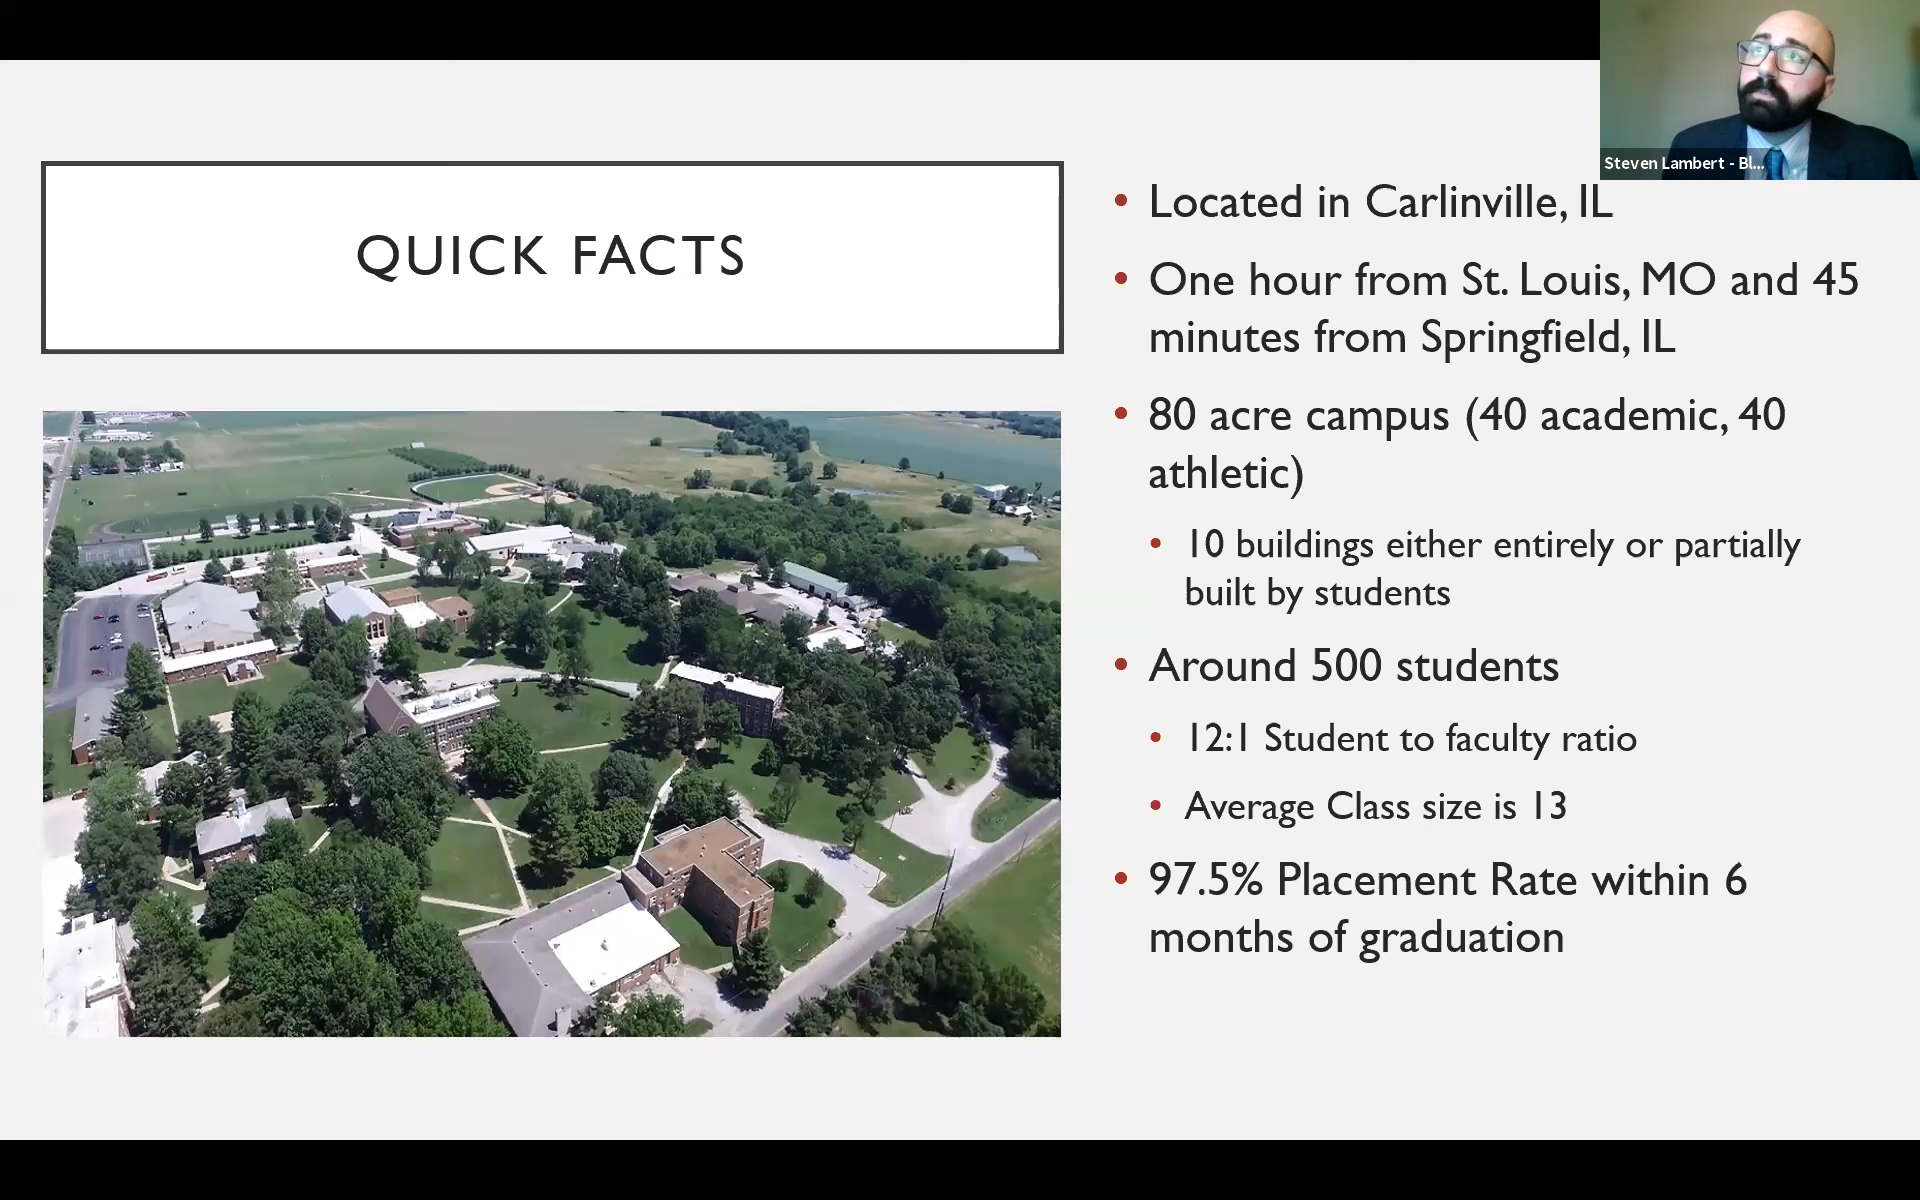 Steven Lambert - Bl...
QUICK FACTS
• Located in Carlinville, IL
• One hour from St. Louis, MO and 45
minutes from Springfield, IL
• 80 acre campus (40 academic, 40
athletic)
• 10 buildings either entirely or partially
built by students
• Around 500 students
• 12:1 Student to faculty ratio
• Average Class size is 13
• 97.5% Placement Rate within 6
months of graduation